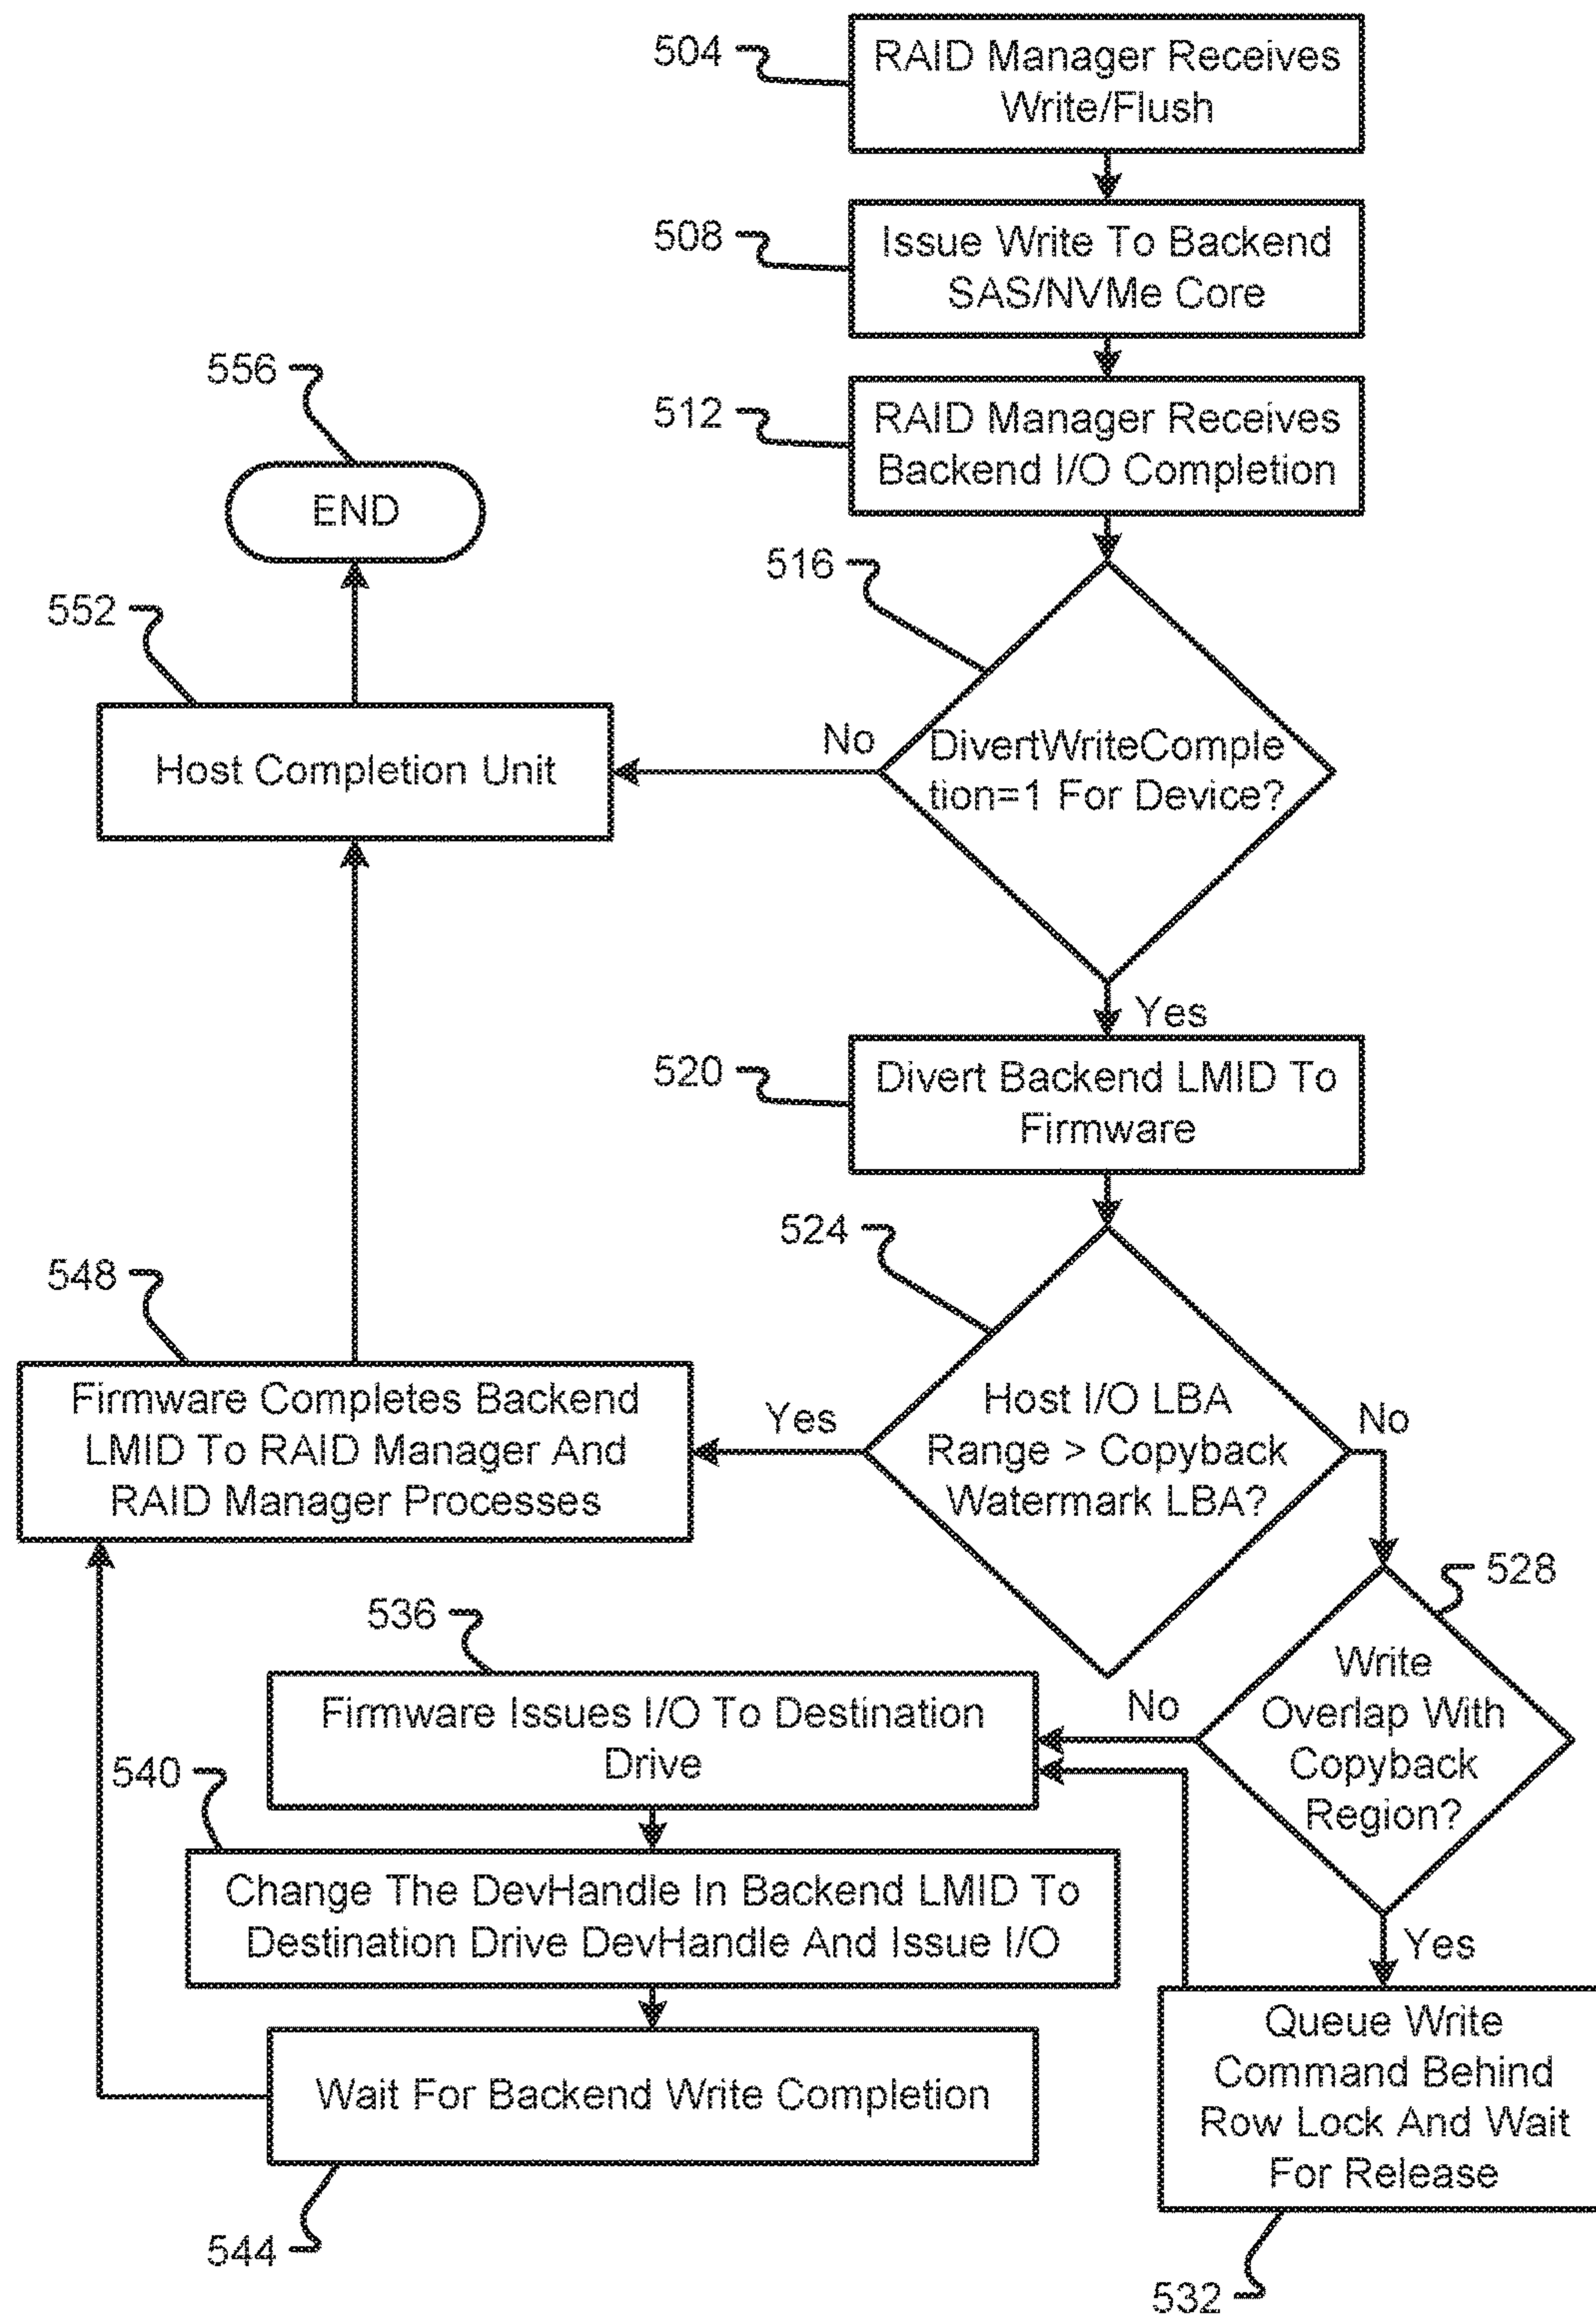 504
RAID Manager Receives
Write/Flush
508
Issue Write To Backend
SAS/NVMe Core
556
512
RAID Manager Receives
Backend I/O Completion
END
516
552
No
DivertWriteComple
tion=1 For Device?
Host Completion Unit
Yes
520
Divert Backend LMID To
Firmware
524
548
Firmware Completes Backend
LMID To RAID Manager And
RAID Manager Processes
Yes
Host I/O LBA
Range > Copyback
Watermark LBA?
No
528
536
Firmware Issues I/O To Destination
Drive
No
Write
Overlap With
Copyback
Region?
540
Change The DevHandle In Backend LMID To
Destination Drive DevHandle And Issue I/O
Yes
Wait For Backend Write Completion
Queue Write
Command Behind
Row Lock And Wait
For Release
544
532